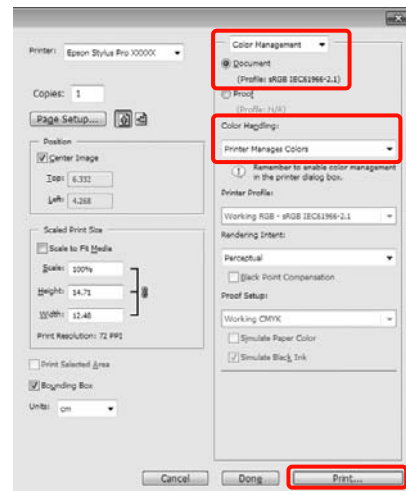 Printer: Epson Stylus Pro XXXXX
Copies: 1
Page Setup...
Position
Center Image
Top: 6.332
Left: 4.268
Scaled Print Size
Scale to Fit Media
Scale: 100%
Height: 14.71
Width: 12.48
Print Resolution: 72 PPI
Print Selected Area
Bounding Box
Units: cm
Color Management
Document
(Profile: sRGB IEC61966-2.1)
Proof
(Profile: N/A)
Color Handling:
Printer Manages Colors
Remember to enable color management
in the printer dialog box.
Printer Profile:
Working RGB - sRGB IEC61966-2.1
Rendering Intent:
Perceptual
Black Point Compensation
Proof Setup:
Working CMYK
Simulate Paper Color
Simulate Black Ink
Cancel
Done
Print...